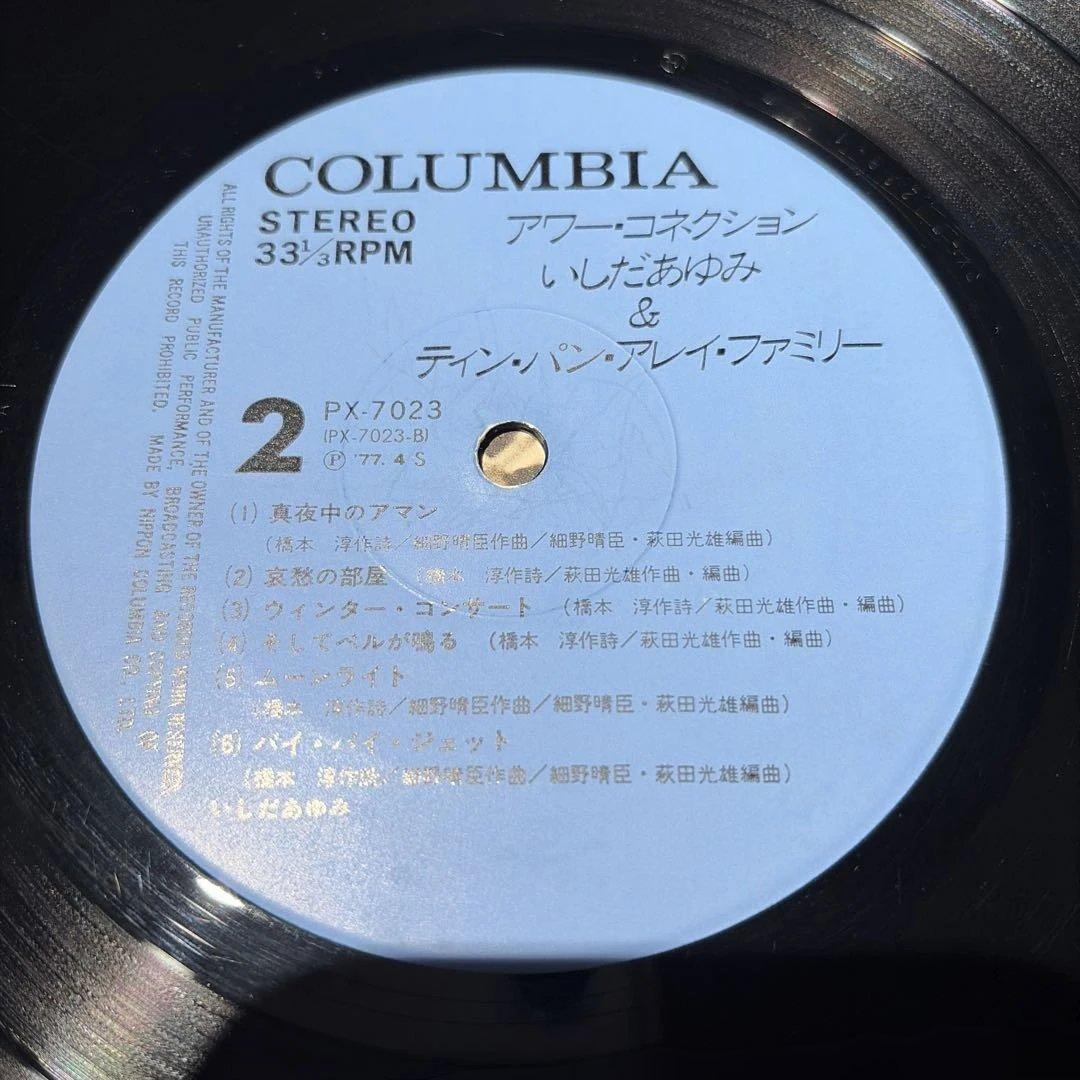 COLUMBIA
STEREO
33⅓RPM
アワー・コネクション
いしだあゆみ
&
ティン・パン・アレイ・ファミリー
2
PX-7023
(PX-7023-B)
Ⓟ '77. 4 S
(1) 真夜中のアマン
(橋本 淳作詩/細野晴臣作曲/細野晴臣・萩田光雄編曲)
(2) 哀愁の部屋 (橋本 淳作詩/萩田光雄作曲・編曲)
(3) ウィンター・コンサート (橋本 淳作詩/萩田光雄作曲・編曲)
(4) そしてベルが鳴る (橋本 淳作詩/萩田光雄作曲・編曲)
(5) ムーンライト
(橋本 淳作詩/細野晴臣作曲/細野晴臣・萩田光雄編曲)
(6) バイ・バイ・ジェット
(橋本 淳作詩/細野晴臣作曲/細野晴臣・萩田光雄編曲)
いしだあゆみ
ALL RIGHTS OF THE MANUFACTURER AND OF THE OWNER OF THE RECORDED WORK RESERVED
UNAUTHORIZED PUBLIC PERFORMANCE, BROADCASTING AND COPYING OF
THIS RECORD PROHIBITED. MADE BY NIPPON COLUMBIA CO. LTD.